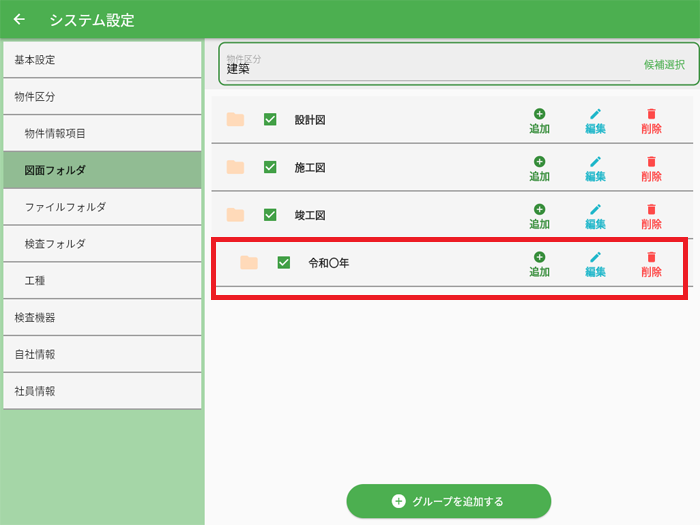 システム設定
基本設定
物件区分
物件情報項目
図面フォルダ
ファイルフォルダ
検査フォルダ
工種
検査機器
自社情報
社員情報
物件区分
建築
候補選択
設計図 追加 編集 削除
施工図 追加 編集 削除
竣工図 追加 編集 削除
令和〇年 追加 編集 削除
グループを追加する